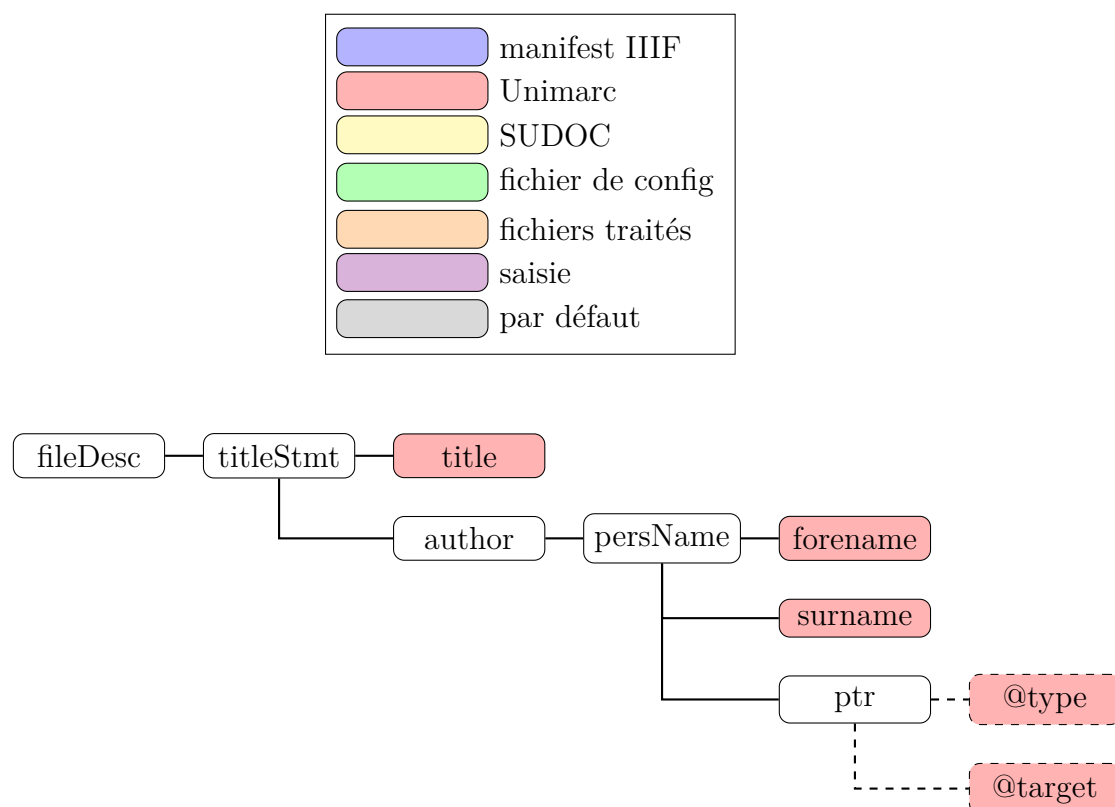 manifest IIIF
Unimarc
SUDOC
fichier de config
fichiers traités
saisie
par défaut
fileDesc titleStmt title
author persName forename
surname
ptr @type
@target